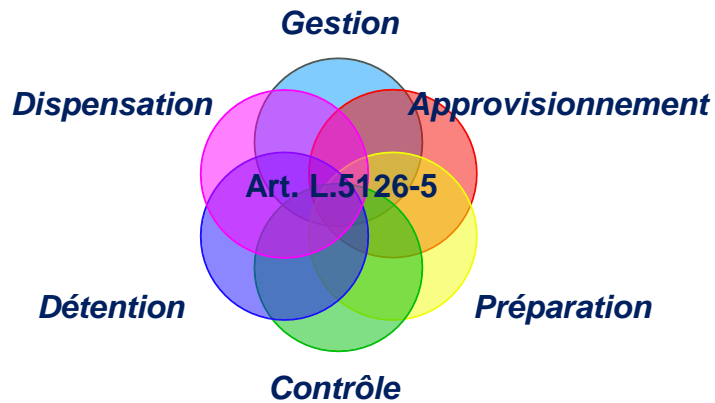 Gestion
Dispensation
Approvisionnement
Art. L.5126-5
Détention
Préparation
Contrôle